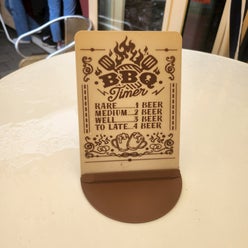 BBQ
Timer
RARE......1 BEER
MEDIUM...2 BEER
WELL......3 BEER
TO LATE..4 BEER